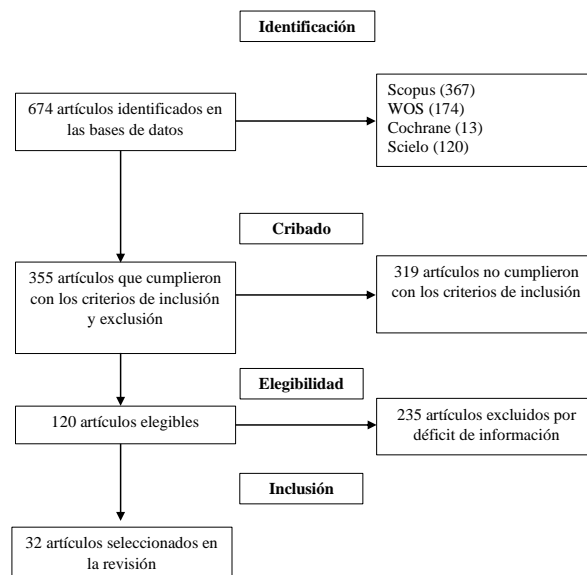 Identificación
674 artículos identificados en
las bases de datos
Scopus (367)
WOS (174)
Cochrane (13)
Scielo (120)
Cribado
355 artículos que cumplieron
con los criterios de inclusión
y exclusión
319 artículos no cumplieron
con los criterios de inclusión
Elegibilidad
120 artículos elegibles
235 artículos excluidos por
déficit de información
Inclusión
32 artículos seleccionados en
la revisión